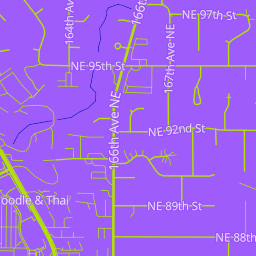 NE 97th St
164th Ave
166t
167th Ave NE
NE 95th St
166th Ave NE
NE 92nd St
oodle & Thai
NE 89th St
NE 88th